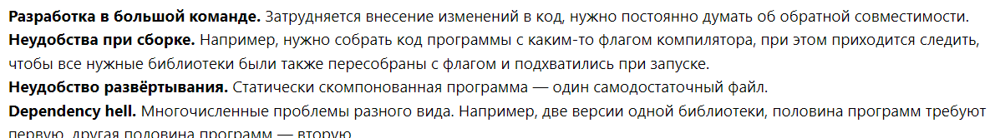 Разработка в большой команде. Затрудняется внесение изменений в код, нужно постоянно думать об обратной совместимости.
Неудобства при сборке. Например, нужно собрать код программы с каким-то флагом компилятора, при этом приходится следить,
чтобы все нужные библиотеки были также пересобраны с флагом и подхватились при запуске.
Неудобство развёртывания. Статически скомпонованная программа — один самодостаточный файл.
Dependency hell. Многочисленные проблемы разного вида. Например, две версии одной библиотеки, половина программ требуют
первую, другая половина программ — вторую